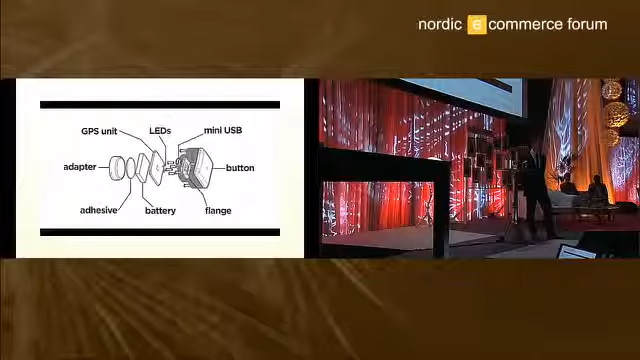 nordic e commerce forum
GPS unit
LEDs
mini USB
adapter
button
adhesive
battery
flange